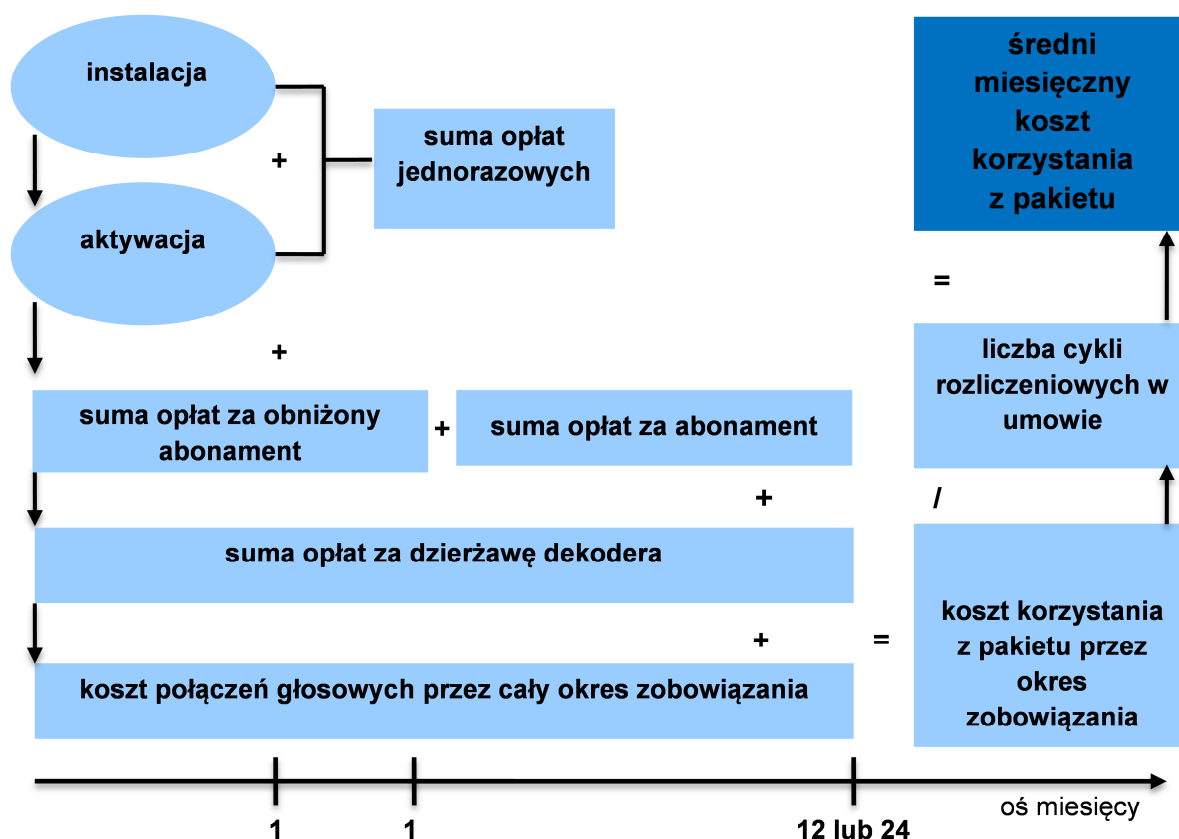 instalacja
+
suma opłat
jednorazowych
aktywacja
+
suma opłat za obniżony
abonament
+
suma opłat za abonament
+
suma opłat za dzierżawę dekodera
+
koszt połączeń głosowych przez cały okres zobowiązania
=
koszt korzystania
z pakietu przez
okres
zobowiązania
/
liczba cykli
rozliczeniowych w
umowie
=
średni
miesięczny
koszt
korzystania
z pakietu
oś miesięcy
1
1
12 lub 24